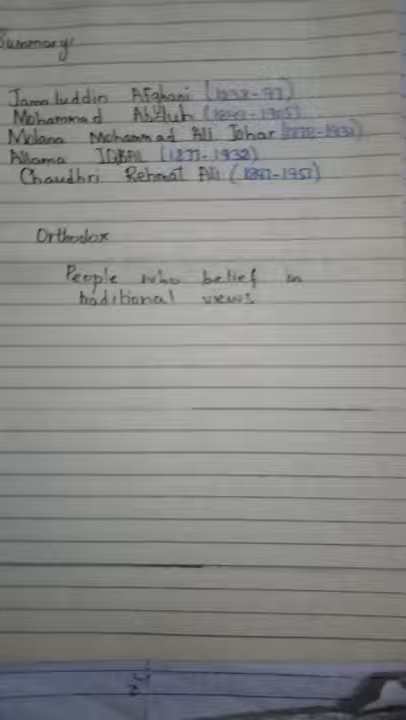 Summary:
Jamaluddin Afghani (1838-97)
Mohammad Abduh (1849-1905)
Molana Mohammad Ali Johar (1878-1931)
Allama IQBAL (1877-1938)
Chaudhri Rehmat Ali (1897-1951)
Orthodox
People who belief in
traditional views